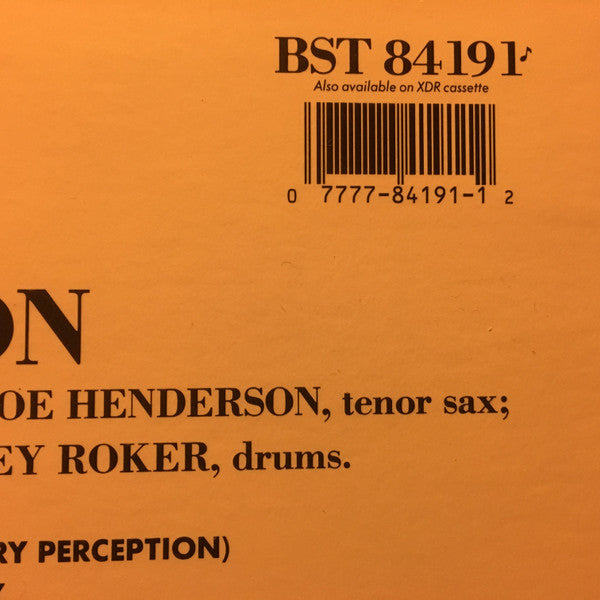 BST 84191
Also available on XDR cassette
0 7777-84191-1 2
ON
OE HENDERSON, tenor sax;
EY ROKER, drums.
RY PERCEPTION)